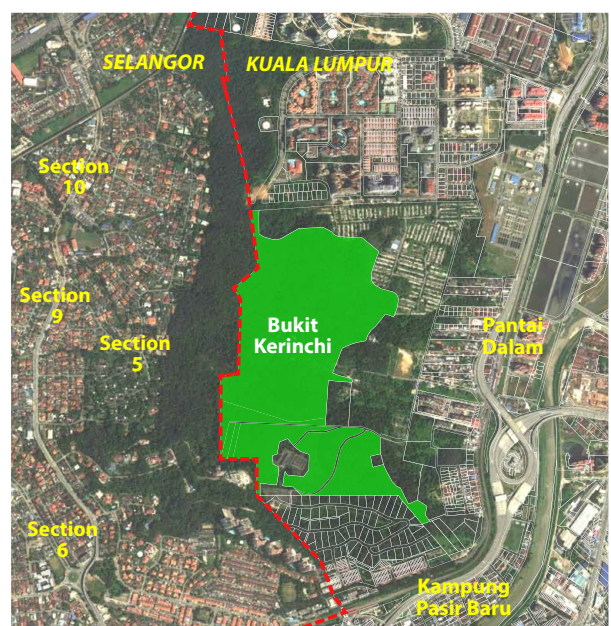 SELANGOR
KUALA LUMPUR
Section
10
Section
9
Section
5
Bukit
Kerinchi
Pantai
Dalam
Section
6
Kampung
Pasir Baru